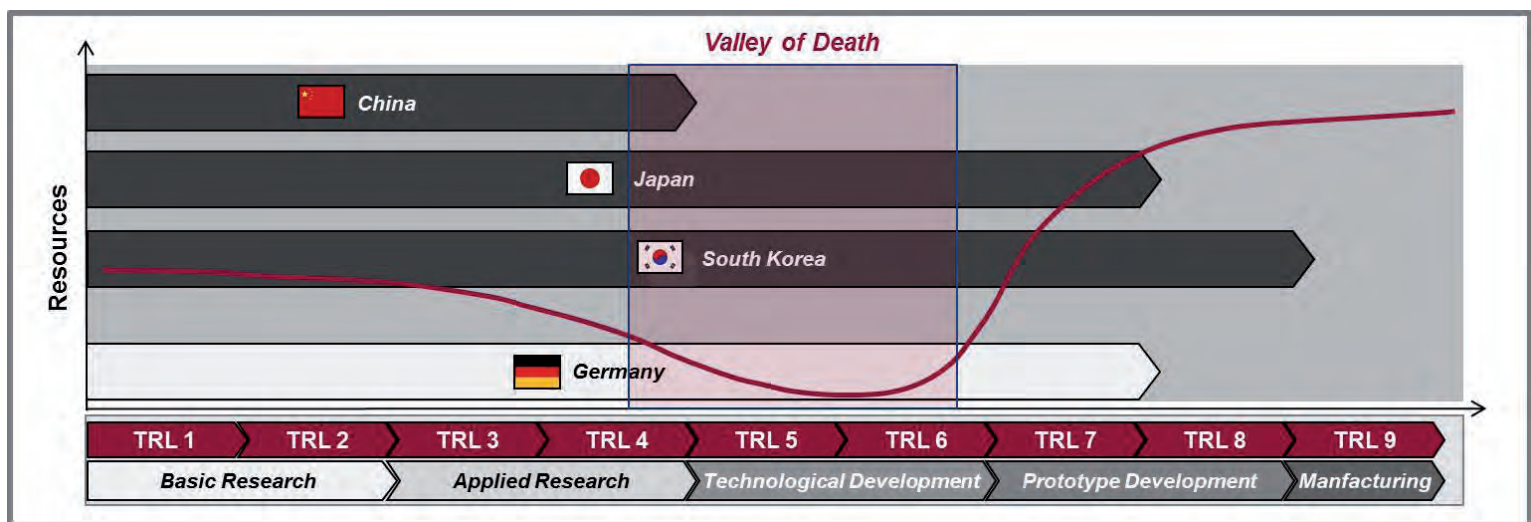 Valley of Death
China
Japan
South Korea
Germany
Resources
TRL 1 TRL 2 TRL 3 TRL 4 TRL 5 TRL 6 TRL 7 TRL 8 TRL 9
Basic Research Applied Research Technological Development Prototype Development Manfacturing